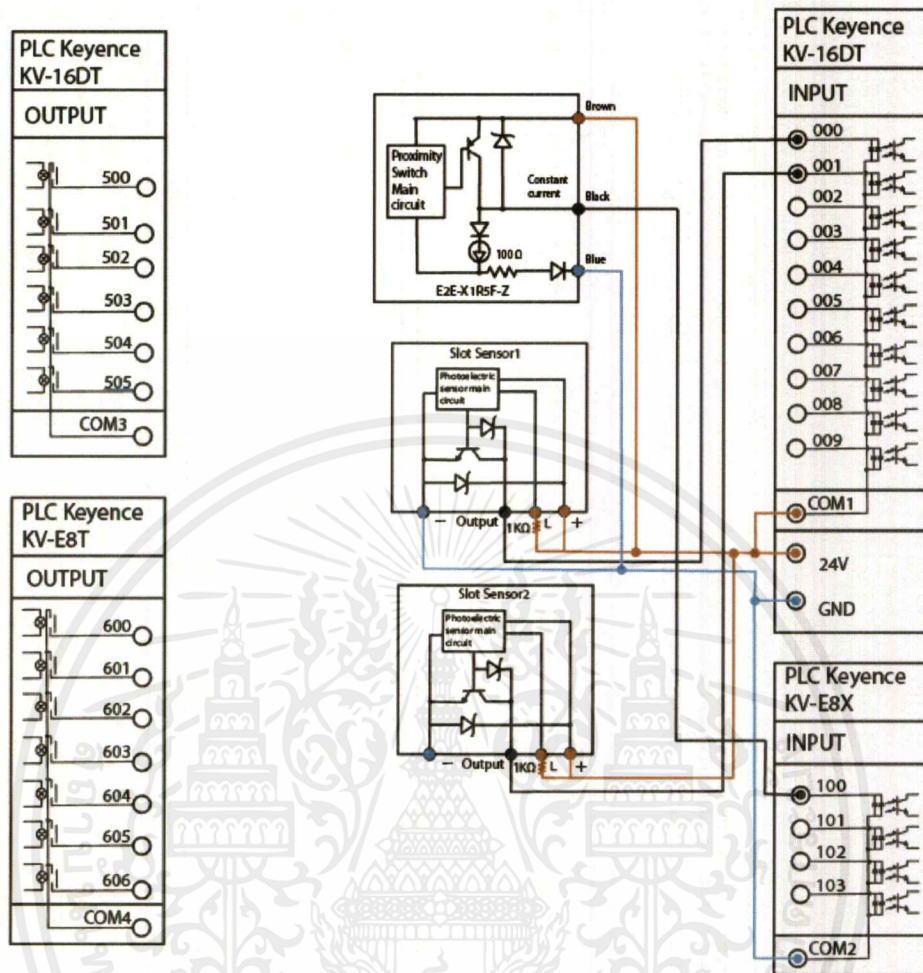 PLC Keyence
KV-16DT
OUTPUT
500
501
502
503
504
505
COM3
PLC Keyence
KV-E8T
OUTPUT
600
601
602
603
604
605
606
COM4
Brown
Proximity
Switch
Main
circuit
Constant
current
Black
100Ω
Blue
E2E-X1R5F-Z
Slot Sensor1
Photoelectric
sensor main
circuit
− Output 1KΩ L +
Slot Sensor2
Photoelectric
sensor main
circuit
− Output 1KΩ L +
PLC Keyence
KV-16DT
INPUT
000
001
002
003
004
005
006
007
008
009
COM1
24V
GND
PLC Keyence
KV-E8X
INPUT
100
101
102
103
COM2